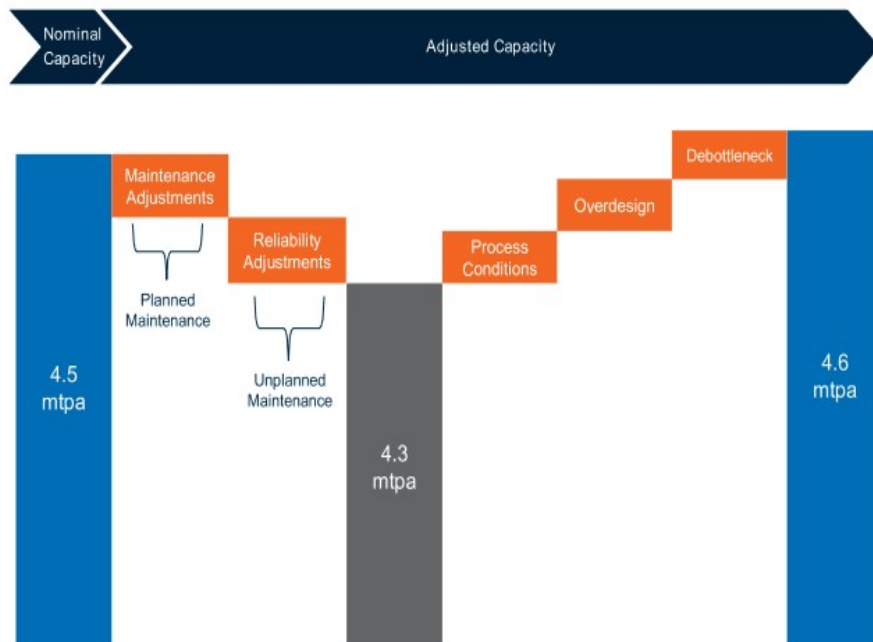 Nominal
Capacity
Adjusted Capacity
Maintenance
Adjustments
Planned
Maintenance
Reliability
Adjustments
Unplanned
Maintenance
Process
Conditions
Overdesign
Debottleneck
4.5
mtpa
4.3
mtpa
4.6
mtpa